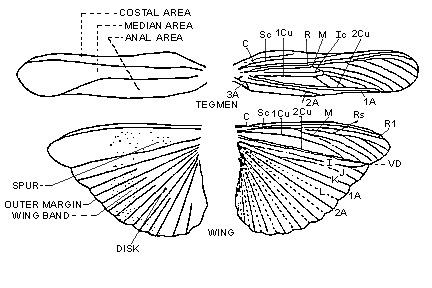 COSTAL AREA
MEDIAN AREA
ANAL AREA
C Sc 1Cu R M Ic 2Cu
3A 2A 1A
TEGMEN
C Sc 1Cu 2Cu M Rs R1
VD
I J K L 1A 2A
SPUR
OUTER MARGIN
WING BAND
DISK
WING